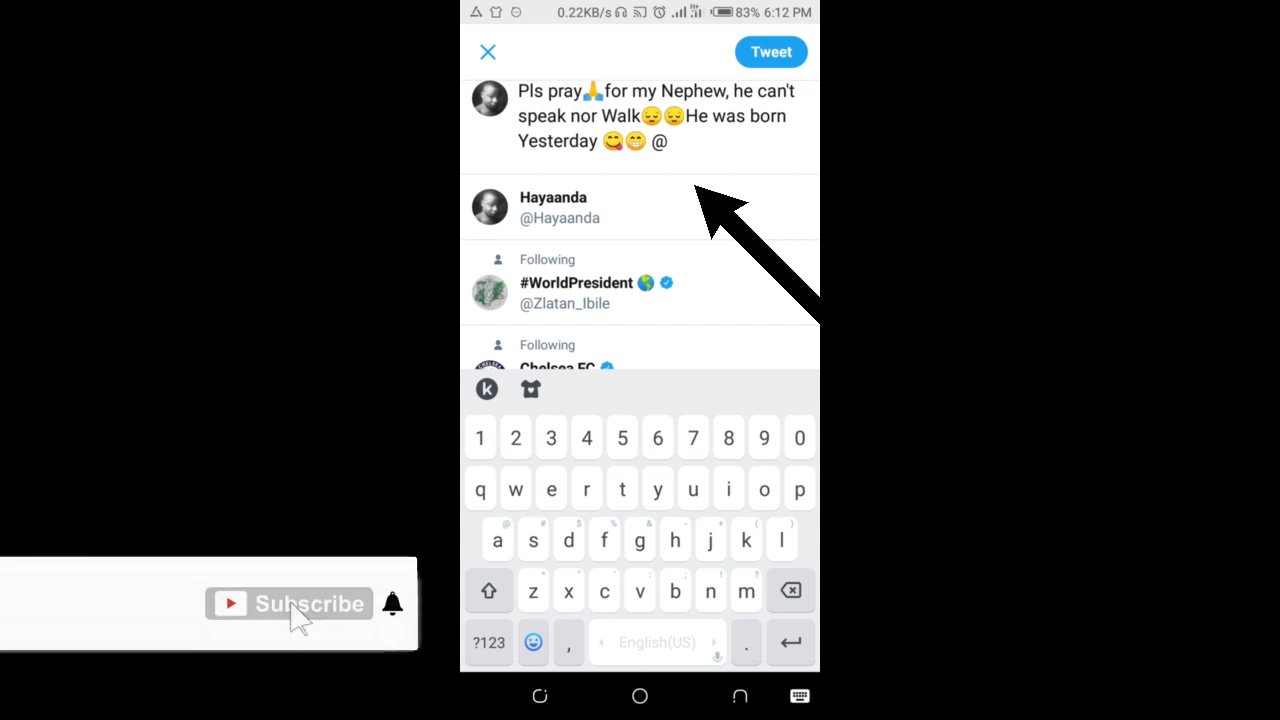 0.22KB/s H+ 83% 6:12 PM
Tweet
Pls pray🙏for my Nephew, he can't
speak nor Walk😔😔He was born
Yesterday 😋😁 @
Hayaanda
@Hayaanda
Following
#WorldPresident 🌎
@Zlatan_Ibile
Following
Chelsea FC
CHELSEA
k
1 2 3 4 5 6 7 8 9 0
q w e r t y u i o p
@ # $ % & - + ( )
a s d f g h j k l
* " ' : ; ! ?
z x c v b n m
?123 , English(US) .
Subscribe